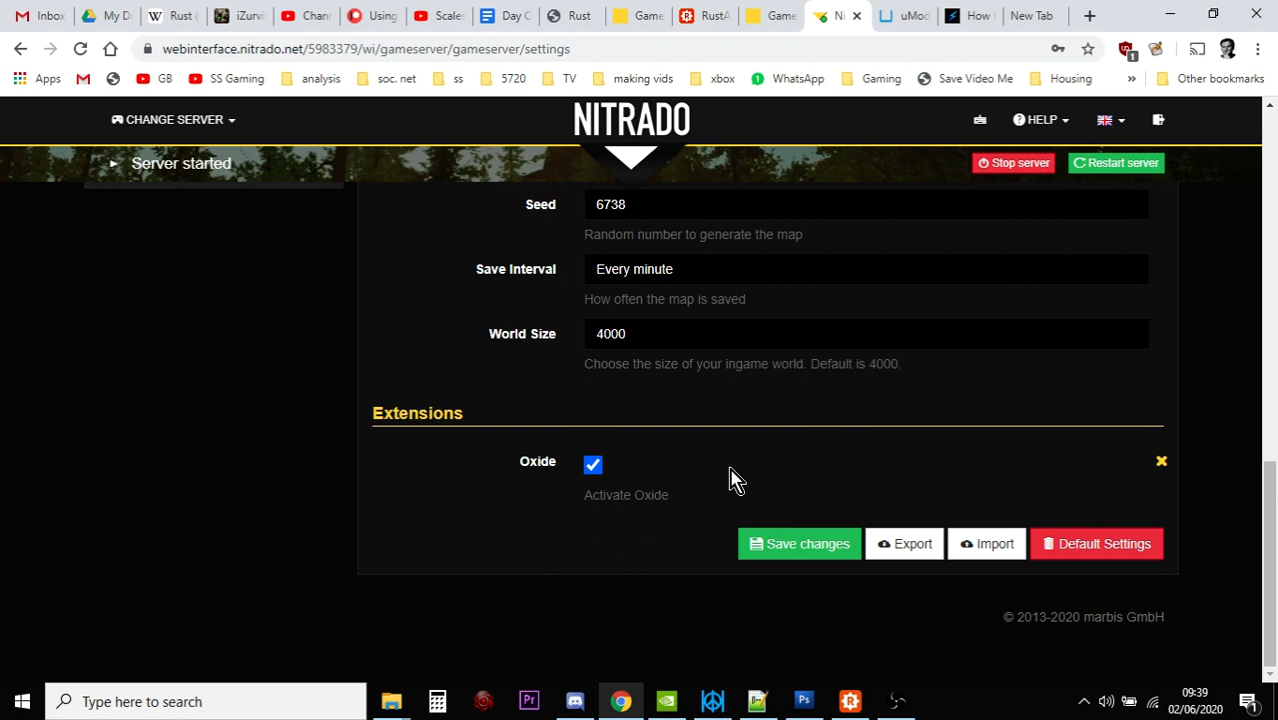 Inbox
My Dr
Rust (
iZurvi
Chann
Using
Scales
Day C
Rust
Game
RustA
Game
Ni
uMod
How t
New Tab
webinterface.nitrado.net/5983379/wi/gameserver/gameserver/settings
Apps
GB
SS Gaming
analysis
soc. net
ss
5720
TV
making vids
xbox
WhatsApp
Gaming
Save Video Me
Housing
»
Other bookmarks
CHANGE SERVER
NITRADO
HELP
Server started
Stop server
Restart server
Seed
6738
Random number to generate the map
Save Interval
Every minute
How often the map is saved
World Size
4000
Choose the size of your ingame world. Default is 4000.
Extensions
Oxide
Activate Oxide
Save changes
Export
Import
Default Settings
© 2013-2020 marbis GmbH
Type here to search
Pr
Ps
09:39
02/06/2020